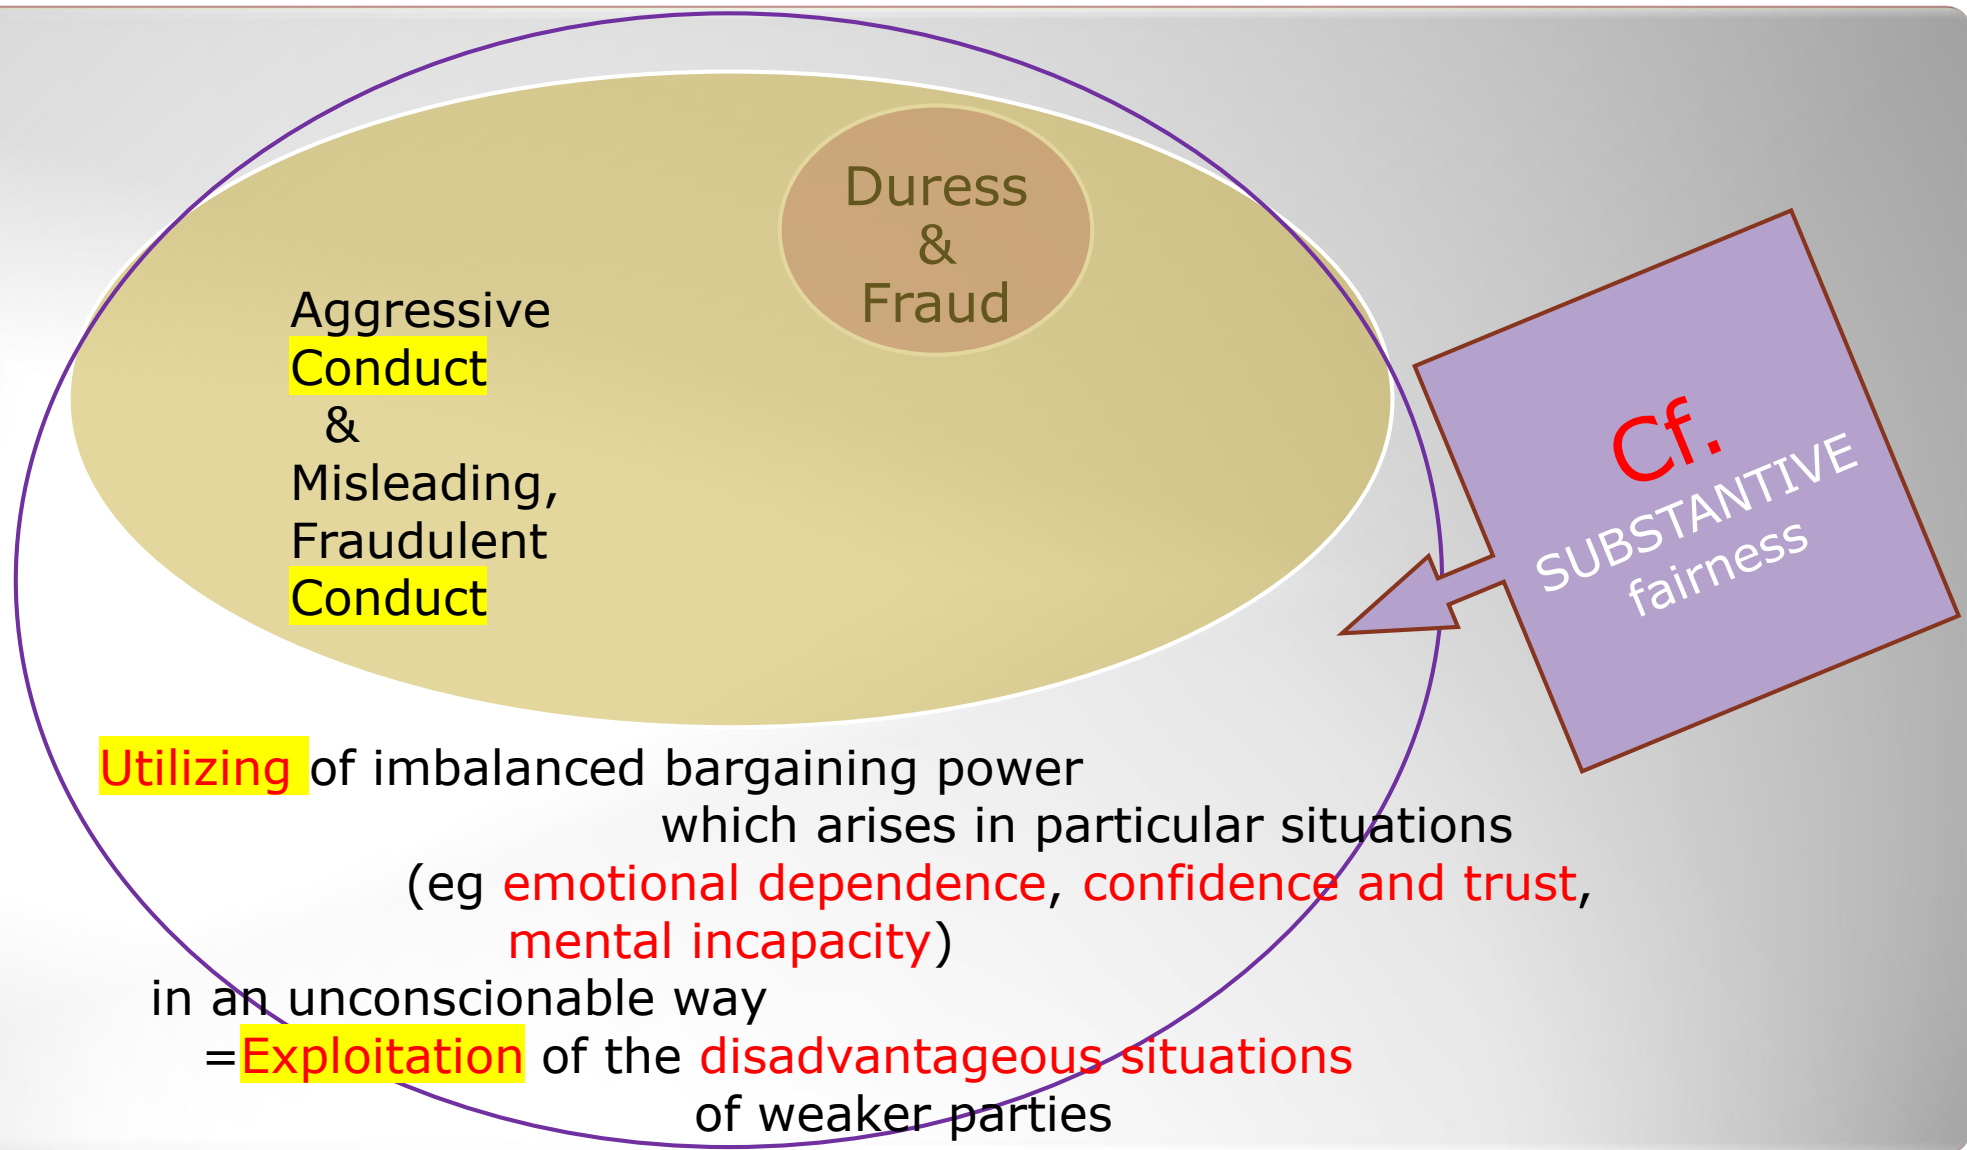 Duress
&
Fraud
Aggressive
Conduct
&
Misleading,
Fraudulent
Conduct
Cf.
SUBSTANTIVE
fairness
Utilizing of imbalanced bargaining power
which arises in particular situations
(eg emotional dependence, confidence and trust,
mental incapacity)
in an unconscionable way
=Exploitation of the disadvantageous situations
of weaker parties